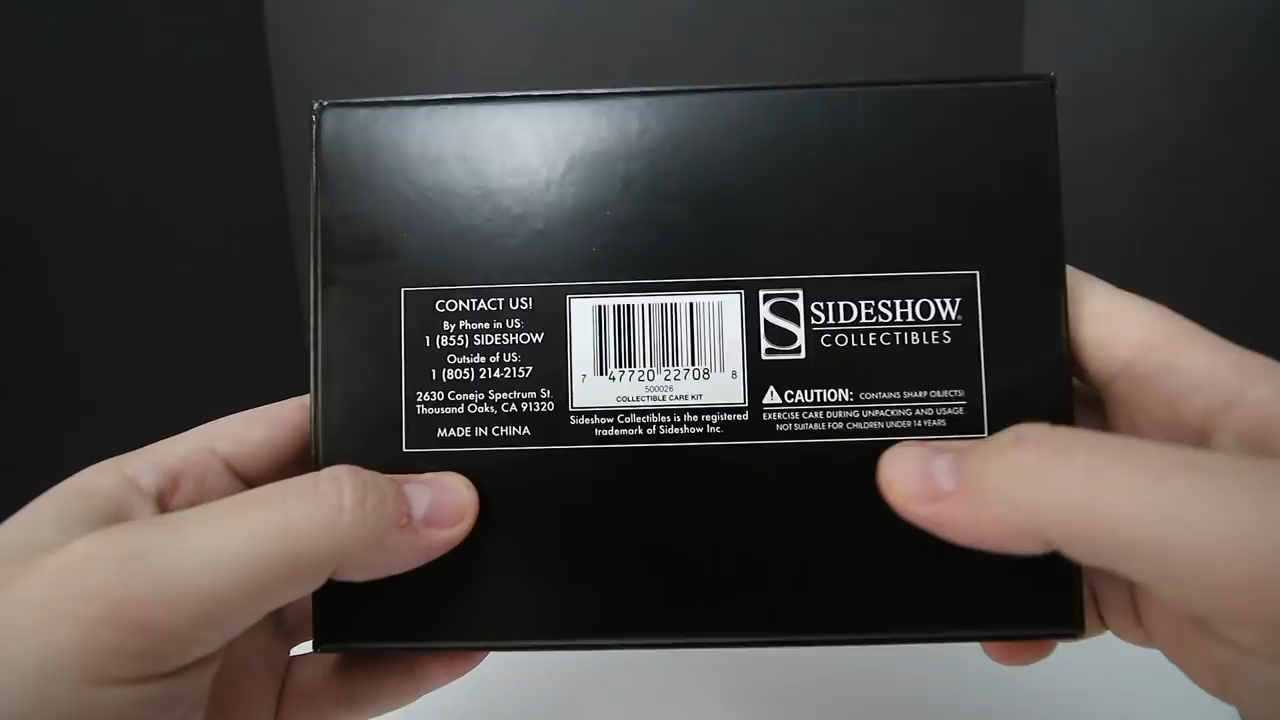 CONTACT US!
By Phone in US:
1 (855) SIDESHOW
Outside of US:
1 (805) 214-2157
2630 Conejo Spectrum St.
Thousand Oaks, CA 91320
MADE IN CHINA
7 47720 22708 8
500026
COLLECTIBLE CARE KIT
Sideshow Collectibles is the registered
trademark of Sideshow Inc.
S SIDESHOW®
COLLECTIBLES
CAUTION: CONTAINS SHARP OBJECTS!
EXERCISE CARE DURING UNPACKING AND USAGE
NOT SUITABLE FOR CHILDREN UNDER 14 YEARS